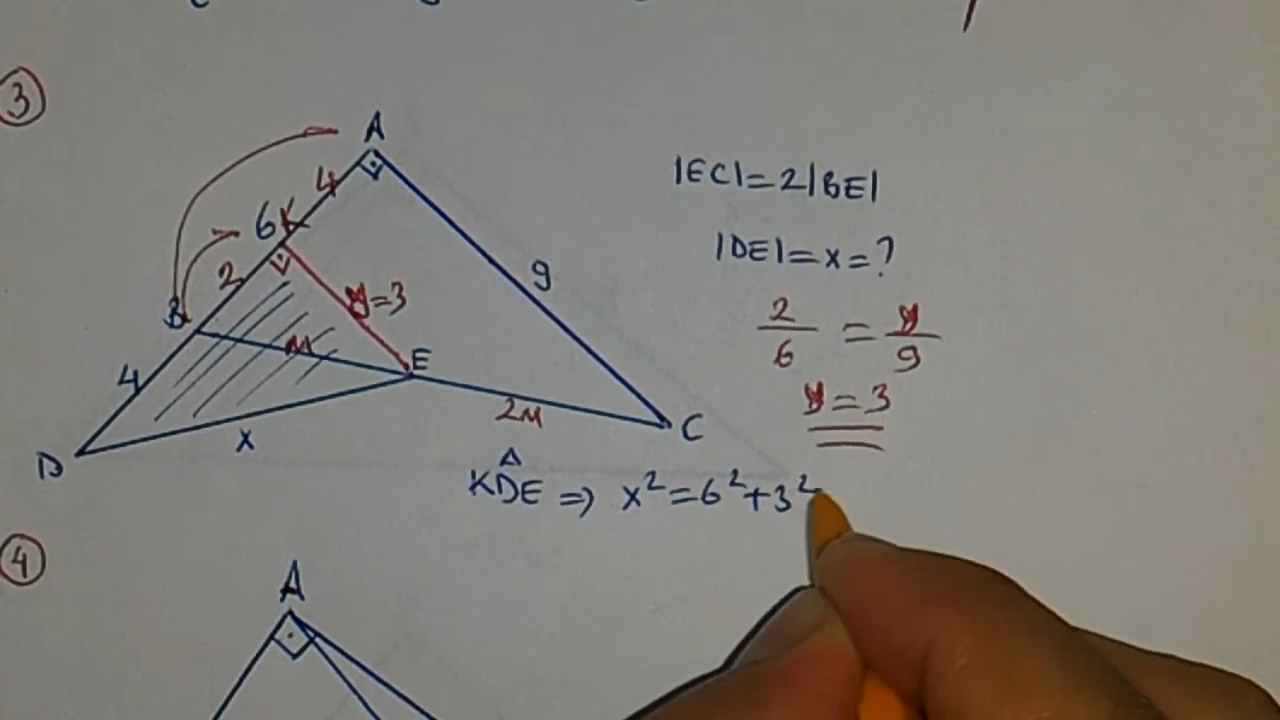 3
A
4
6 K
2
y=3
9
B
M
E
4
2M
C
D
x
|EC|=2|BE|
|DE|=x=?
2/6 = y/9
y=3
KDE ⇒ x²=6²+3²
4
A